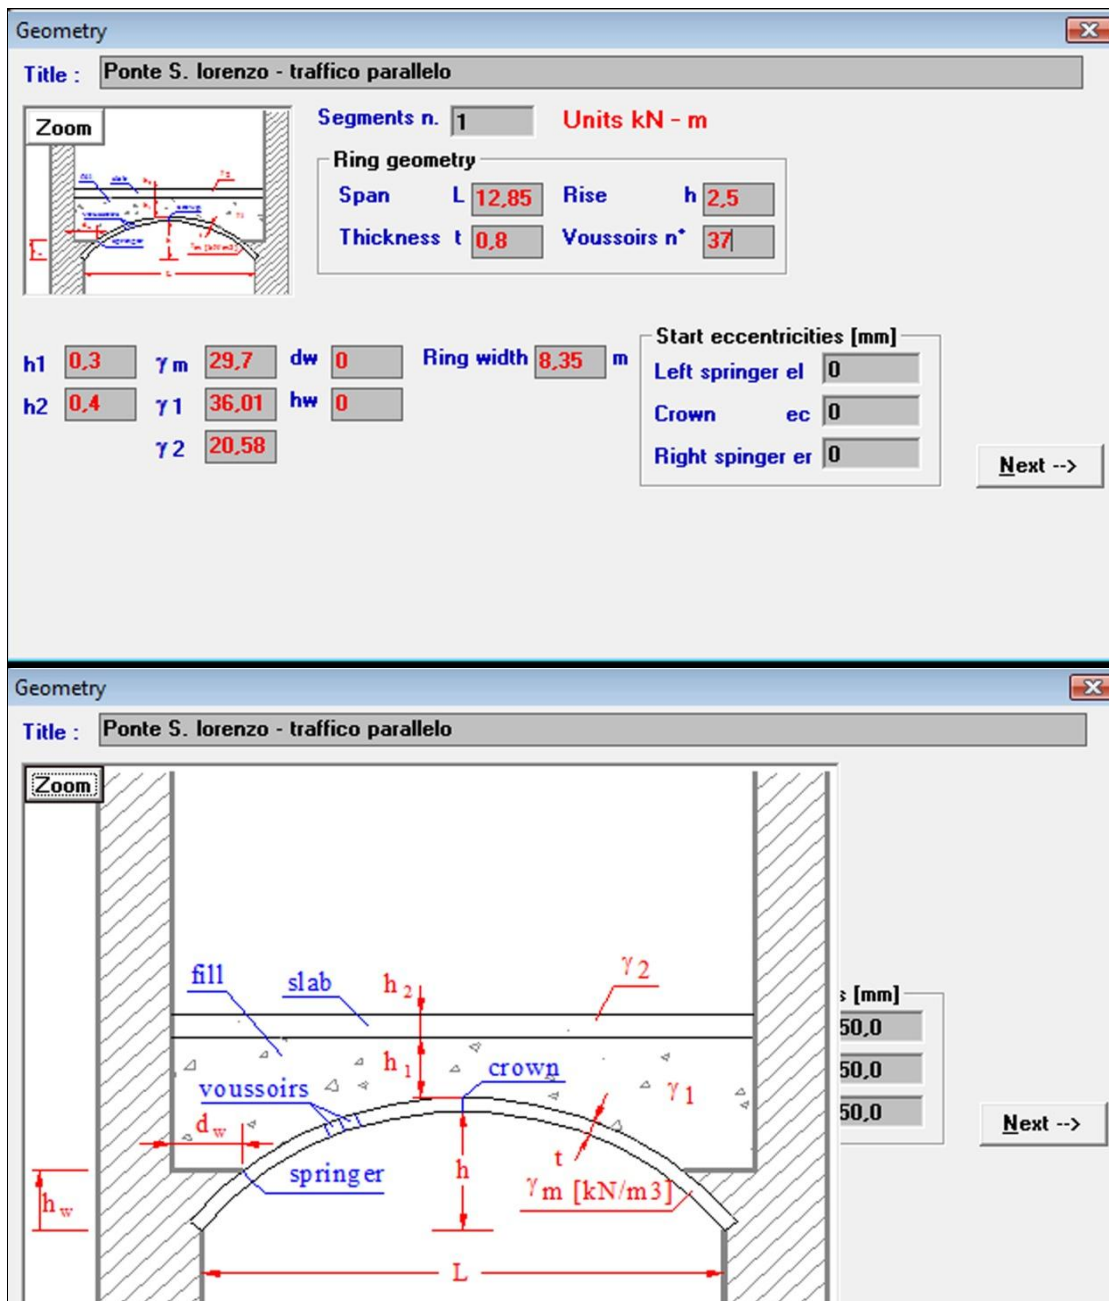 Geometry
Title : Ponte S. lorenzo - traffico parallelo
Zoom
Segments n. 1 Units kN - m
Ring geometry
Span L 12,85 Rise h 2,5
Thickness t 0,8 Voussoirs n° 37
h1 0,3 γ m 29,7 dw 0 Ring width 8,35 m
h2 0,4 γ 1 36,01 hw 0
γ 2 20,58
Start eccentricities [mm]
Left springer el 0
Crown ec 0
Right spinger er 0
Next -->
Geometry
Title : Ponte S. lorenzo - traffico parallelo
Zoom
fill slab h2 γ2
h1 crown
voussoirs γ1
dw
springer h t
hw γm [kN/m3]
L
s [mm]
50,0
50,0
50,0
Next -->